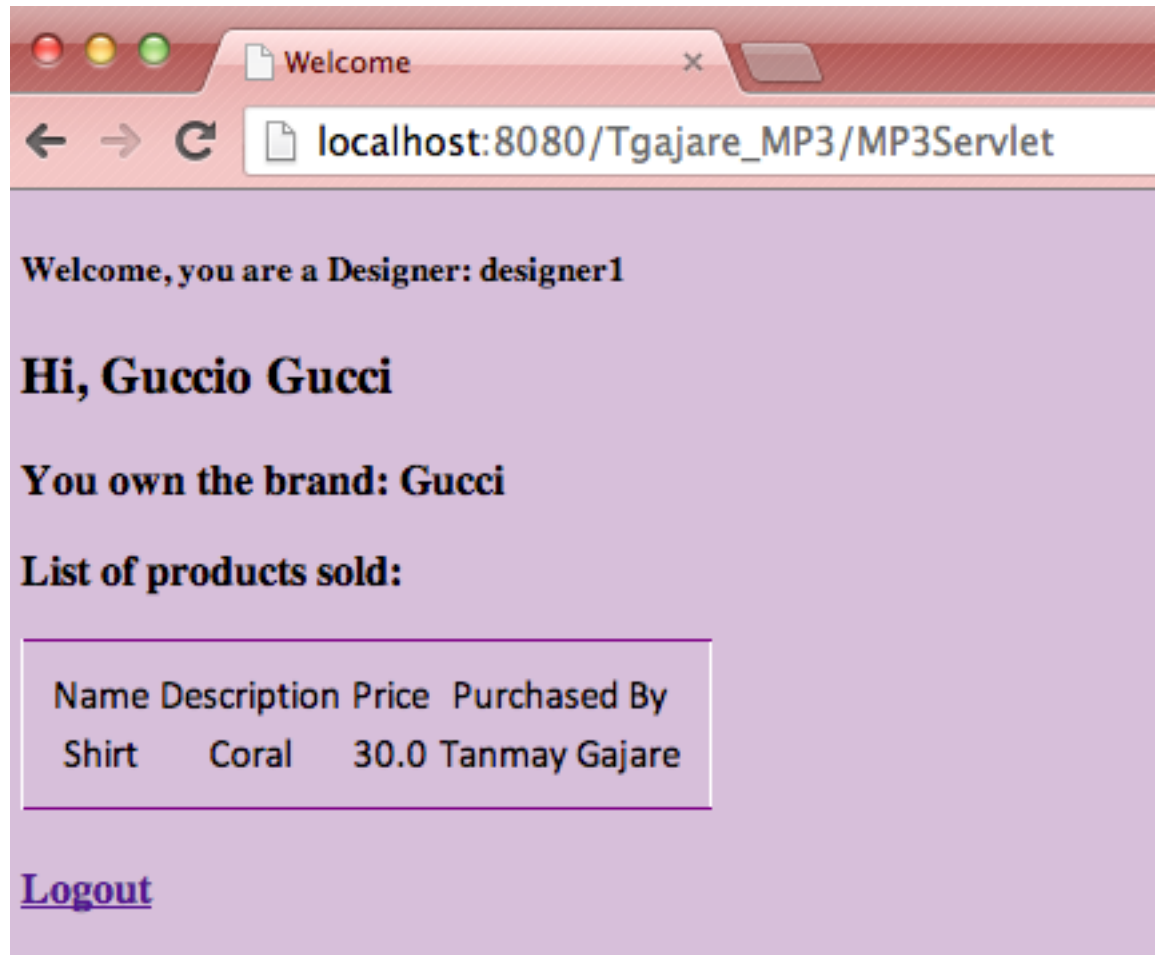 Welcome
localhost:8080/Tgajare_MP3/MP3Servlet
Welcome, you are a Designer: designer1
Hi, Guccio Gucci
You own the brand: Gucci
List of products sold:
Name Description Price Purchased By
Shirt Coral 30.0 Tanmay Gajare
Logout